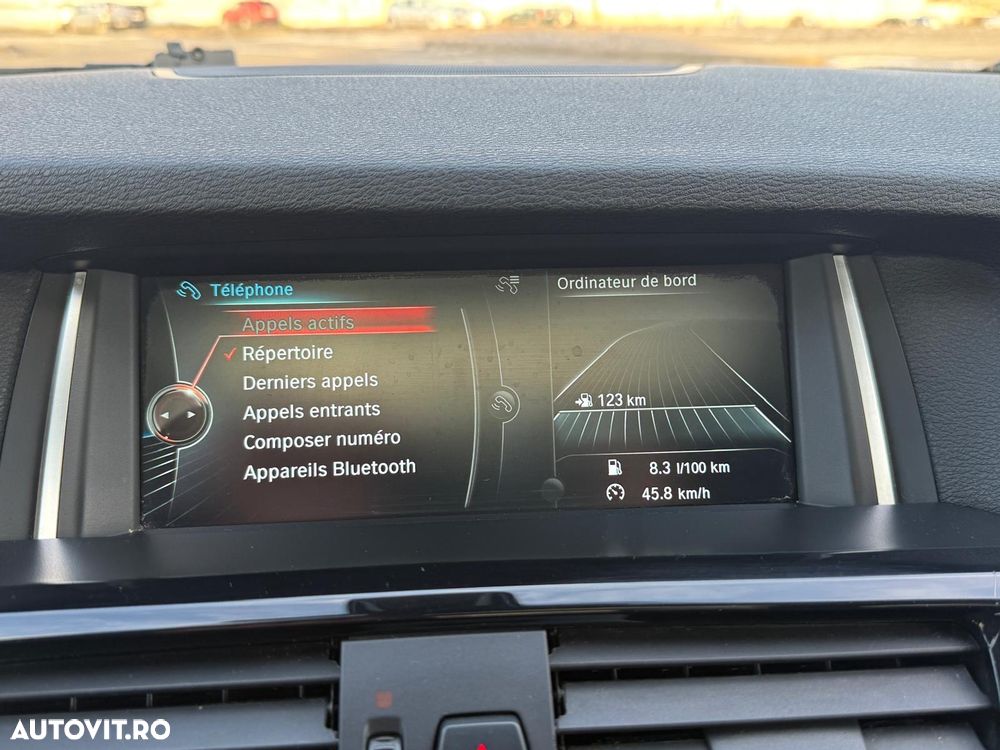 Téléphone
Appels actifs
Répertoire
Derniers appels
Appels entrants
Composer numéro
Appareils Bluetooth
Ordinateur de bord
123 km
8.3 l/100 km
45.8 km/h
AUTOVIT.RO